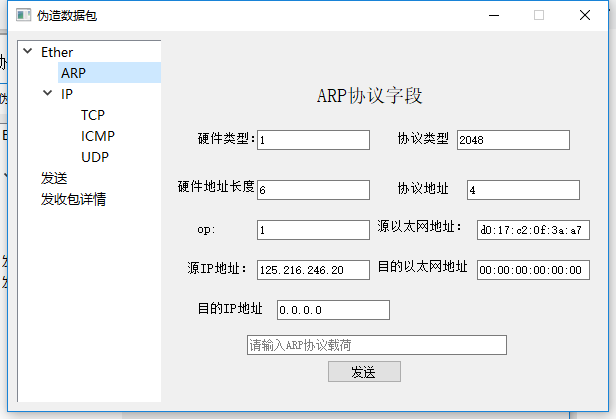 伪造数据包
Ether
ARP
IP
TCP
ICMP
UDP
发送
发收包详情
ARP协议字段
硬件类型: 1 协议类型 2048
硬件地址长度 6 协议地址 4
op: 1 源以太网地址: d0:17:c2:0f:3a:a7
源IP地址: 125.216.246.20 目的以太网地址 00:00:00:00:00:00
目的IP地址 0.0.0.0
请输入ARP协议载荷
发送